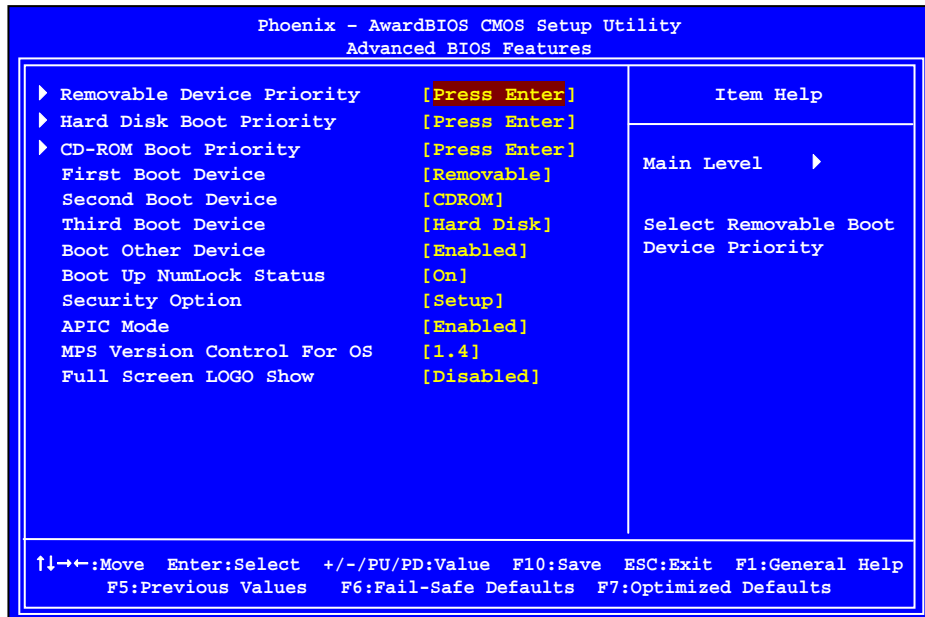 Phoenix – AwardBIOS CMOS Setup Utility
Advanced BIOS Features
Removable Device Priority [Press Enter]
Hard Disk Boot Priority [Press Enter]
CD-ROM Boot Priority [Press Enter]
First Boot Device [Removable]
Second Boot Device [CDROM]
Third Boot Device [Hard Disk]
Boot Other Device [Enabled]
Boot Up NumLock Status [On]
Security Option [Setup]
APIC Mode [Enabled]
MPS Version Control For OS [1.4]
Full Screen LOGO Show [Disabled]
Item Help
Main Level
Select Removable Boot
Device Priority
↑↓→←:Move Enter:Select +/-/PU/PD:Value F10:Save ESC:Exit F1:General Help
F5:Previous Values F6:Fail-Safe Defaults F7:Optimized Defaults